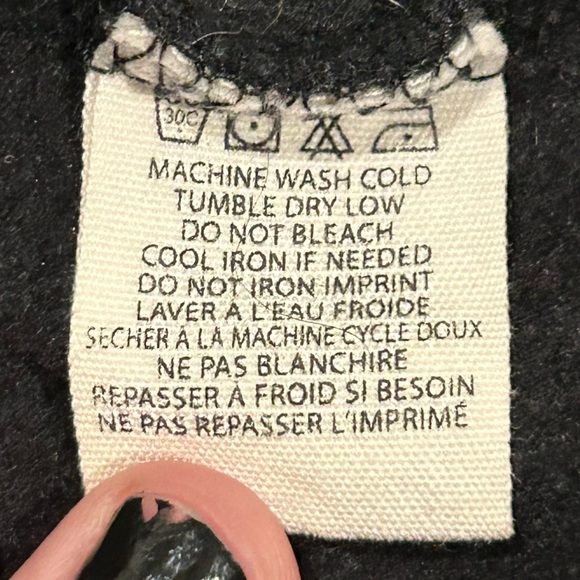 30C
MACHINE WASH COLD
TUMBLE DRY LOW
DO NOT BLEACH
COOL IRON IF NEEDED
DO NOT IRON IMPRINT
LAVER A L'EAU FROIDE
SECHER À LA MACHINE CYCLE DOUX
NE PAS BLANCHIRE
REPASSER À FROID SI BESOIN
NE PAS REPASSER L'IMPRIMÉ